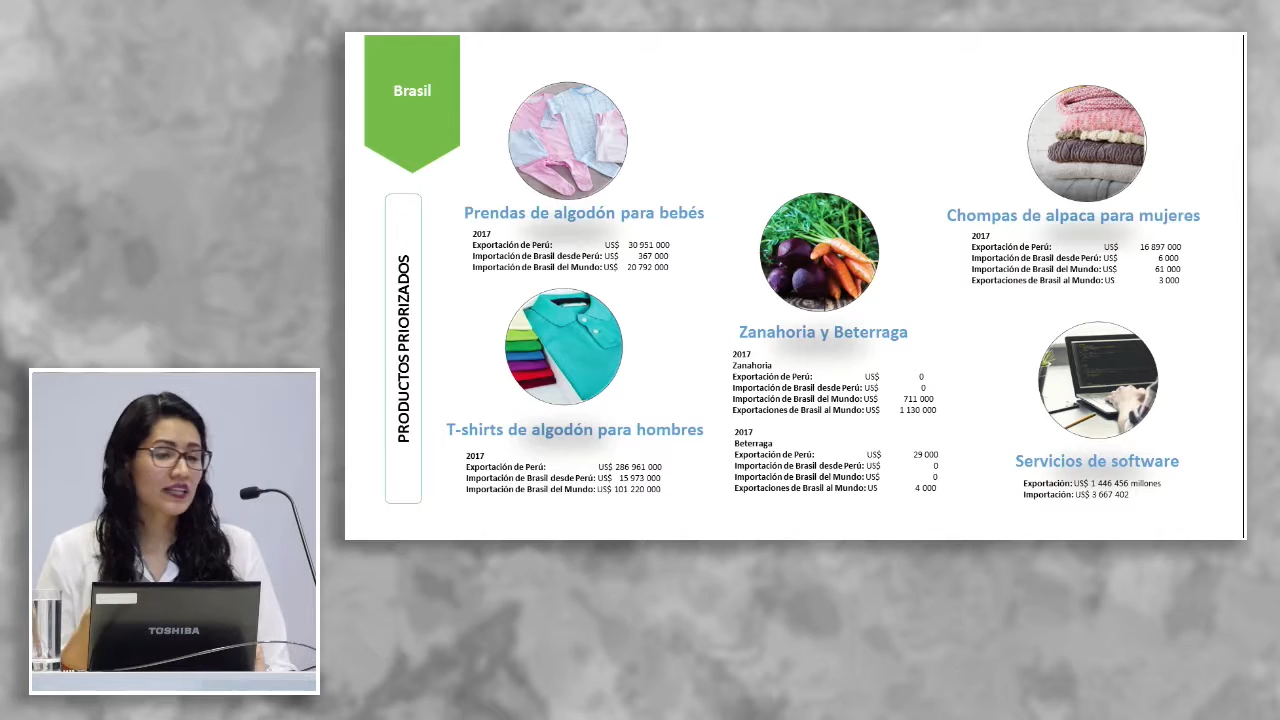 Brasil
PRODUCTOS PRIORIZADOS
Prendas de algodón para bebés
2017
Exportación de Perú: US$ 30 951 000
Importación de Brasil desde Perú: US$ 367 000
Importación de Brasil del Mundo: US$ 20 792 000
T-shirts de algodón para hombres
2017
Exportación de Perú: US$ 286 961 000
Importación de Brasil desde Perú: US$ 15 973 000
Importación de Brasil del Mundo: US$ 101 220 000
Zanahoria y Beterraga
2017
Zanahoria
Exportación de Perú: US$ 0
Importación de Brasil desde Perú: US$ 0
Importación de Brasil del Mundo: US$ 711 000
Exportaciones de Brasil al Mundo: US$ 1 130 000
2017
Beterraga
Exportación de Perú: US$ 29 000
Importación de Brasil desde Perú: US$ 0
Importación de Brasil del Mundo: US$ 0
Exportaciones de Brasil al Mundo: US 4 000
Chompas de alpaca para mujeres
2017
Exportación de Perú: US$ 16 897 000
Importación de Brasil desde Perú: US$ 6 000
Importación de Brasil del Mundo: US$ 61 000
Exportaciones de Brasil al Mundo: US 3 000
Servicios de software
Exportación: US$ 1 446 456 millones
Importación: US$ 3 667 402
TOSHIBA